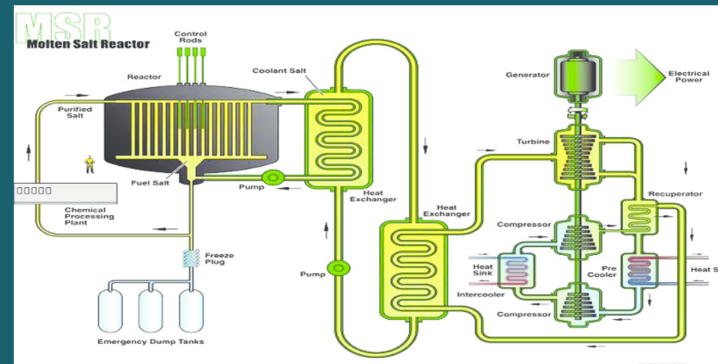 MSR
Molten Salt Reactor
Control
Rods
Reactor
Coolant Salt
Purified
Salt
Fuel Salt
Pump
Heat
Exchanger
Chemical
Processing
Plant
Freeze
Plug
Emergency Dump Tanks
Pump
Heat
Exchanger
Generator
Electrical
Power
Turbine
Recuperator
Compressor
Heat
Sink
Pre
Cooler
Heat S
Intercooler
Compressor